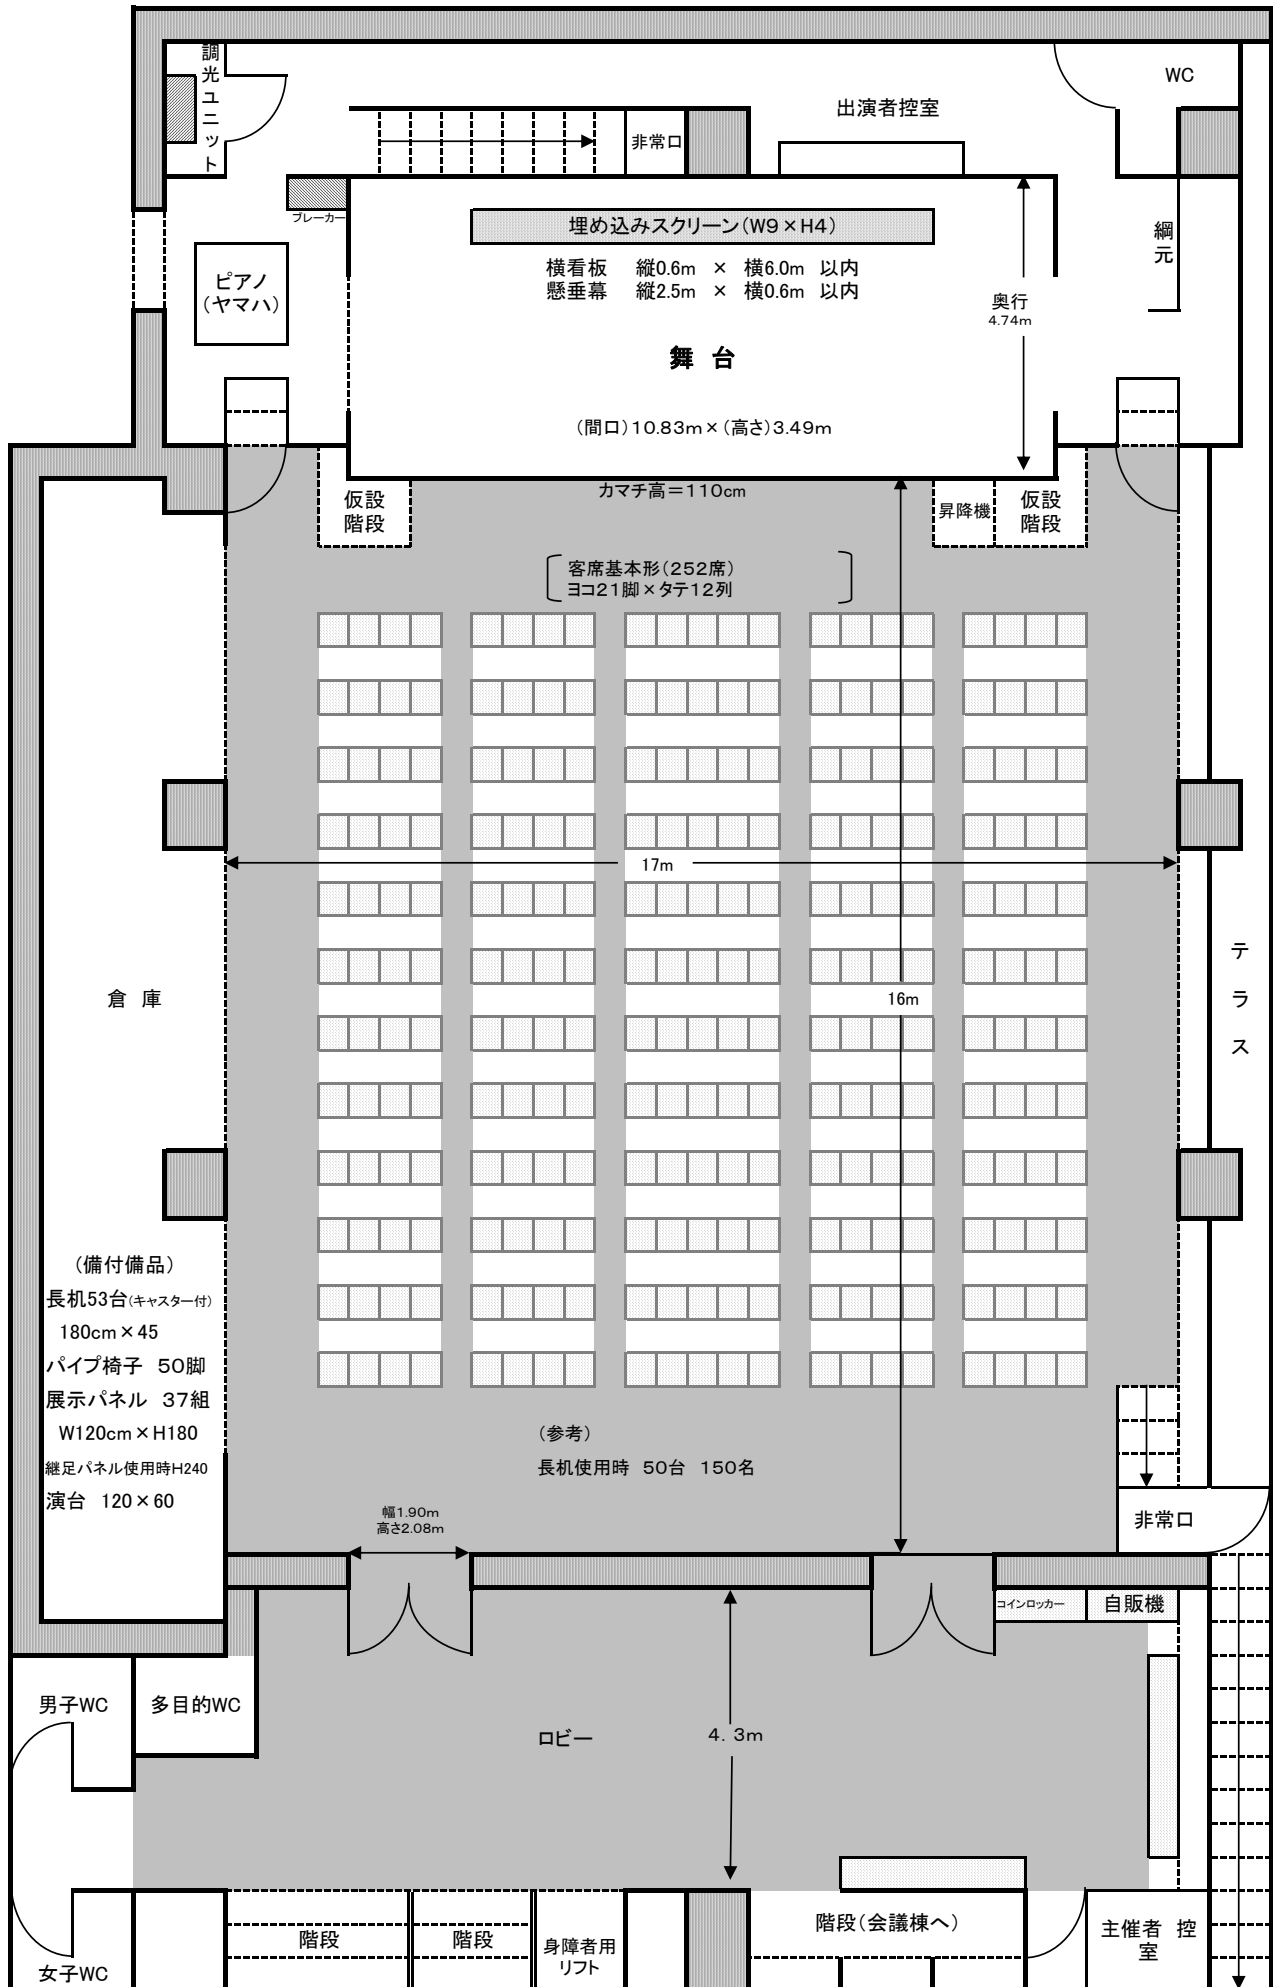 調光ユニット
WC
出演者控室
非常口
ブレーカー
埋め込みスクリーン(W9×H4)
横看板　縦0.6m　×　横6.0m　以内
懸垂幕　縦2.5m　×　横0.6m　以内
綱元
ピアノ
(ヤマハ)
奥行
4.74m
舞 台
(間口)10.83m×(高さ)3.49m
カマチ高=110cm
仮設
階段
昇降機
仮設
階段
客席基本形(252席)
ヨコ21脚×タテ12列
17m
16m
倉 庫
テラス
(備付備品)
長机53台(キャスター付)
180cm×45
パイプ椅子　50脚
展示パネル　37組
W120cm×H180
継足パネル使用時H240
演台　120×60
(参考)
長机使用時　50台　150名
幅1.90m
高さ2.08m
非常口
コインロッカー
自販機
男子WC
多目的WC
ロビー
4. 3m
階段
階段
身障者用
リフト
階段(会議棟へ)
主催者　控
室
女子WC